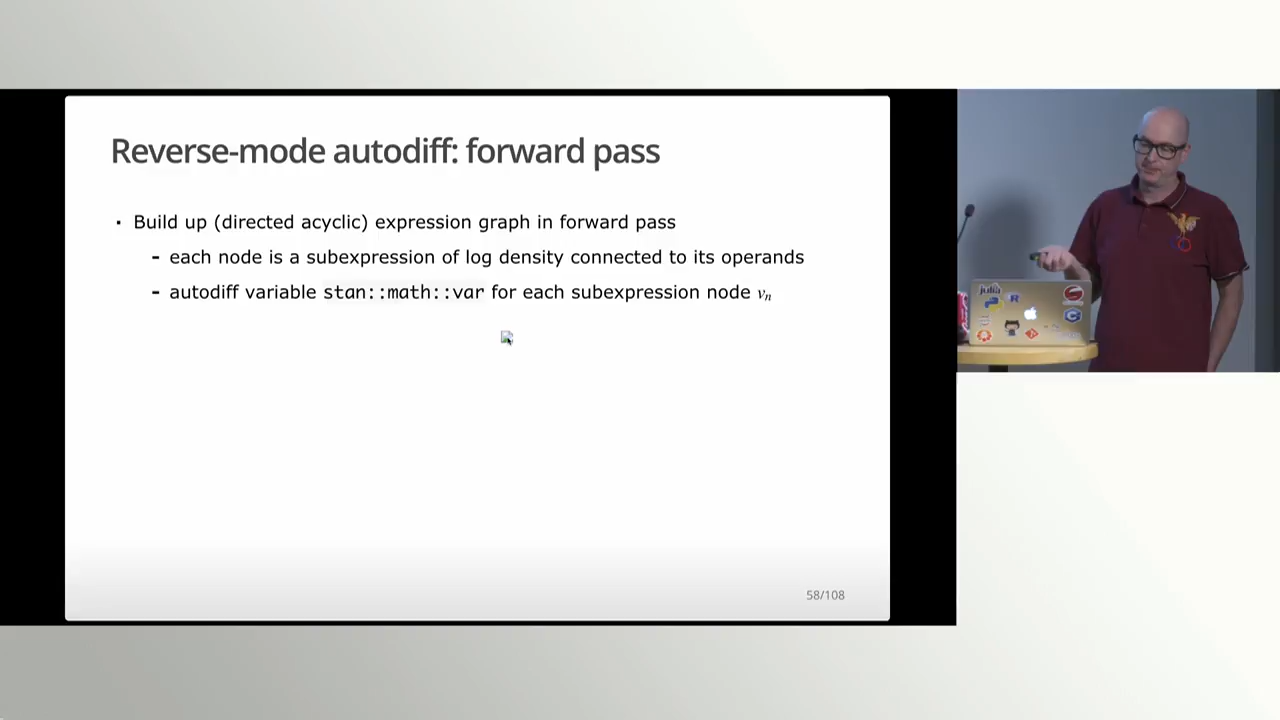 Reverse-mode autodiff: forward pass
· Build up (directed acyclic) expression graph in forward pass
- each node is a subexpression of log density connected to its operands
- autodiff variable stan::math::var for each subexpression node vₙ
58/108
julia
R
C